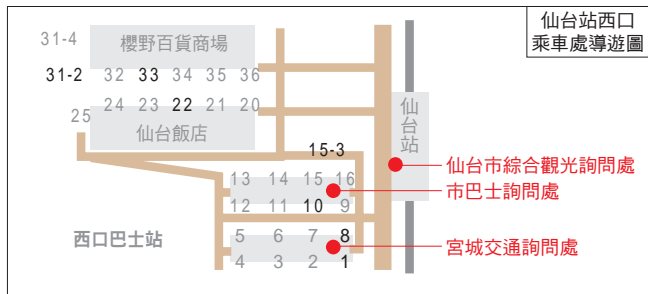 仙台站西口
乘車處導遊圖
31-4
櫻野百貨商場
31-2 32 33 34 35 36
24 23 22 21 20
25
仙台飯店
仙台站
15-3
仙台市綜合觀光詢問處
13 14 15 16
市巴士詢問處
12 11 10 9
西口巴士站
5 6 7 8
宮城交通詢問處
4 3 2 1